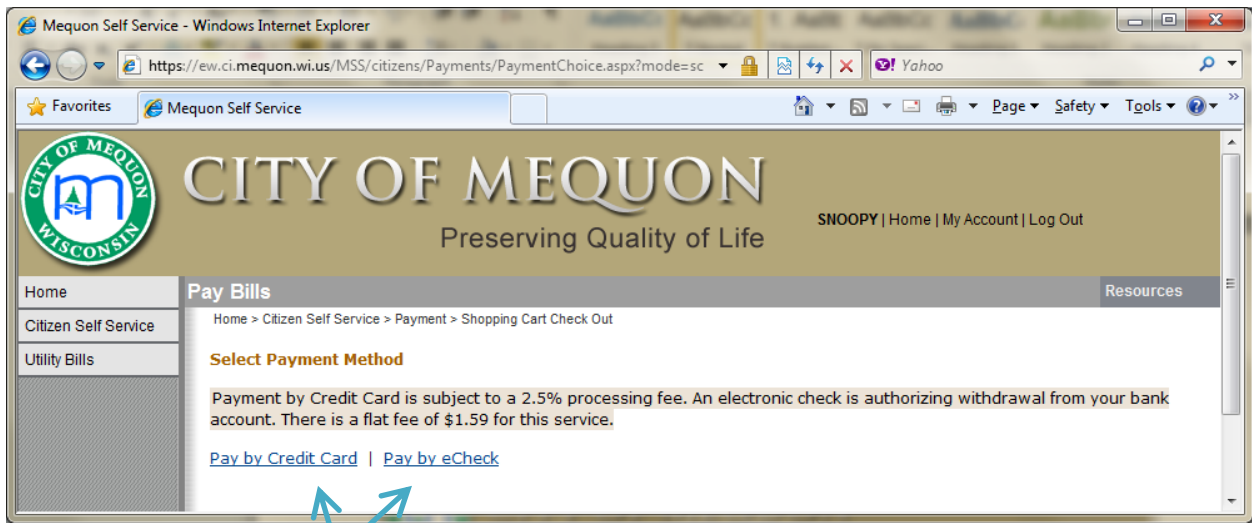 Mequon Self Service - Windows Internet Explorer
https://ew.ci.mequon.wi.us/MSS/citizens/Payments/PaymentChoice.aspx?mode=sc
Yahoo
Favorites
Mequon Self Service
Page Safety Tools
CITY OF MEQUON
WISCONSIN
CITY OF MEQUON
Preserving Quality of Life
SNOOPY | Home | My Account | Log Out
Home
Citizen Self Service
Utility Bills
Pay Bills
Resources
Home > Citizen Self Service > Payment > Shopping Cart Check Out
Select Payment Method
Payment by Credit Card is subject to a 2.5% processing fee. An electronic check is authorizing withdrawal from your bank
account. There is a flat fee of $1.59 for this service.
Pay by Credit Card | Pay by eCheck